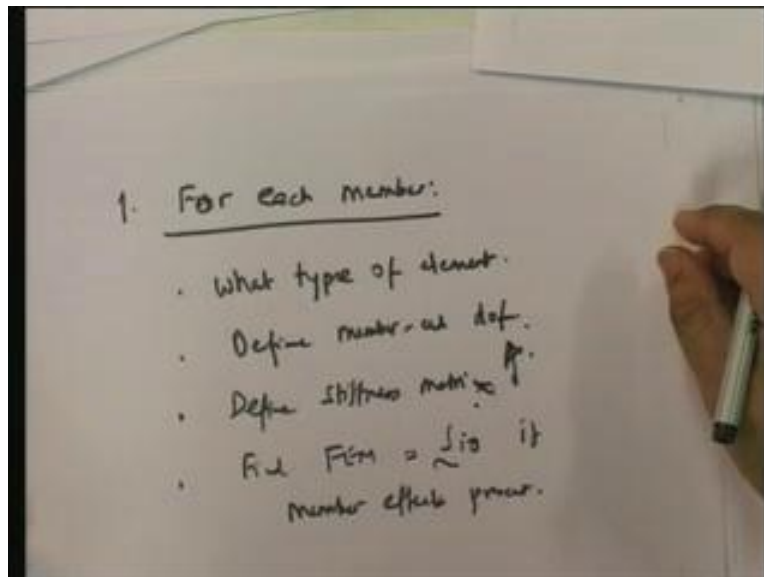 1. For each member:
. What type of element.
. Define member-end dof.
. Define stiffness matrix
. Find FEM = if
member effects present.